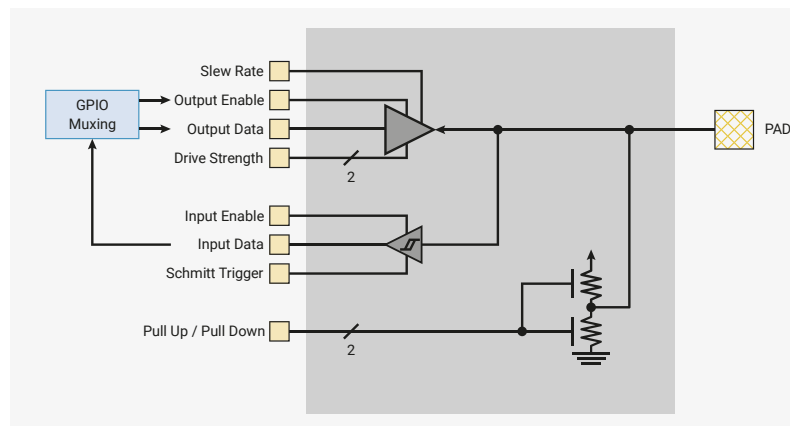 Slew Rate
GPIO
Muxing
Output Enable
Output Data
PAD
Drive Strength
2
Input Enable
Input Data
Schmitt Trigger
Pull Up / Pull Down
2